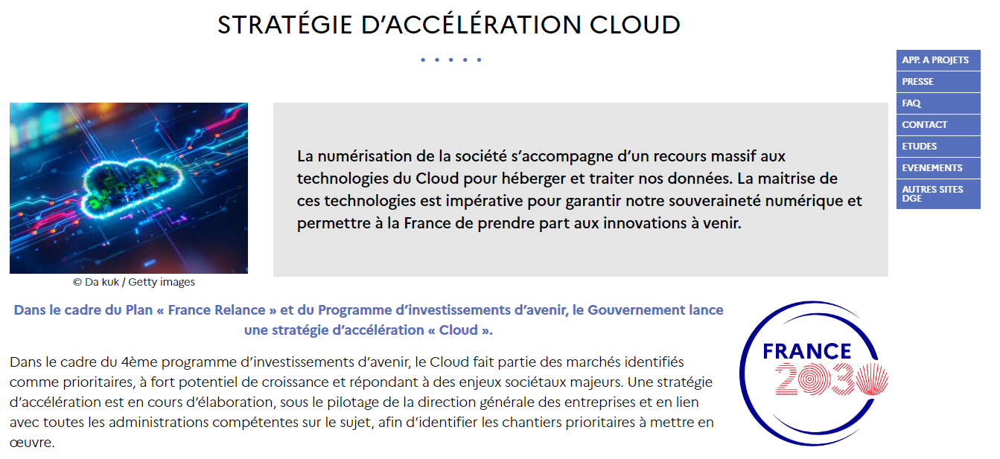 STRATÉGIE D’ACCÉLÉRATION CLOUD
APP. A PROJETS
PRESSE
FAQ
CONTACT
ETUDES
EVENEMENTS
AUTRES SITES
DGE
La numérisation de la société s’accompagne d’un recours massif aux
technologies du Cloud pour héberger et traiter nos données. La maitrise de
ces technologies est impérative pour garantir notre souveraineté numérique et
permettre à la France de prendre part aux innovations à venir.
© Da kuk / Getty images
Dans le cadre du Plan « France Relance » et du Programme d’investissements d’avenir, le Gouvernement lance
une stratégie d’accélération « Cloud ».
Dans le cadre du 4ème programme d’investissements d’avenir, le Cloud fait partie des marchés identifiés
comme prioritaires, à fort potentiel de croissance et répondant à des enjeux sociétaux majeurs. Une stratégie
d’accélération est en cours d’élaboration, sous le pilotage de la direction générale des entreprises et en lien
avec toutes les administrations compétentes sur le sujet, afin d’identifier les chantiers prioritaires à mettre en
œuvre.
FRANCE
2030